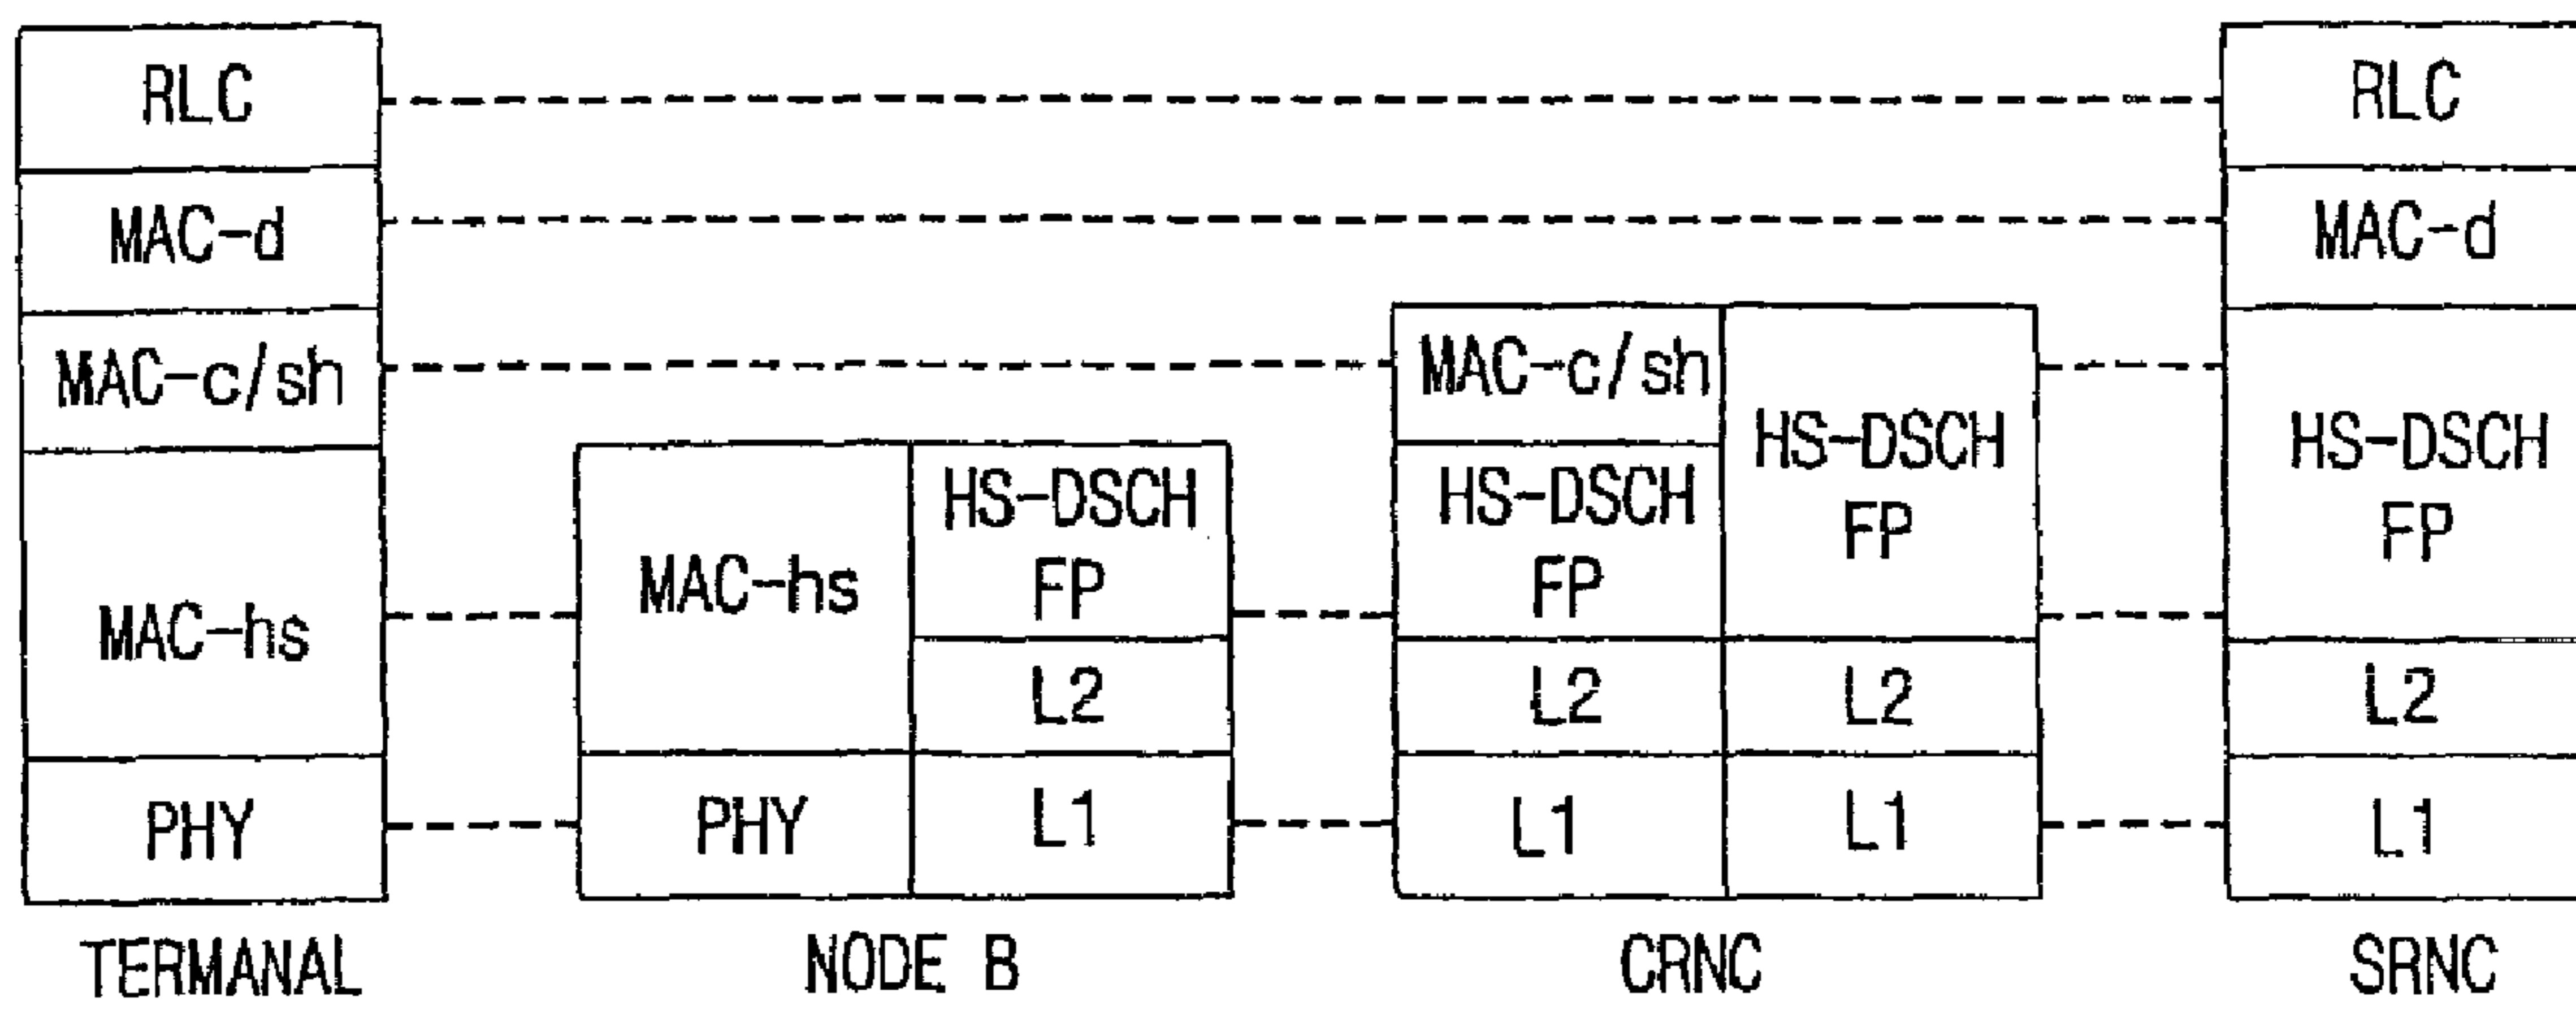 RLC
MAC-d
MAC-c/sh
MAC-hs
PHY
TERMANAL
MAC-hs
PHY
HS-DSCH
FP
L2
L1
NODE B
MAC-c/sh
HS-DSCH
FP
L2
L1
HS-DSCH
FP
L2
L1
CRNC
RLC
MAC-d
HS-DSCH
FP
L2
L1
SRNC